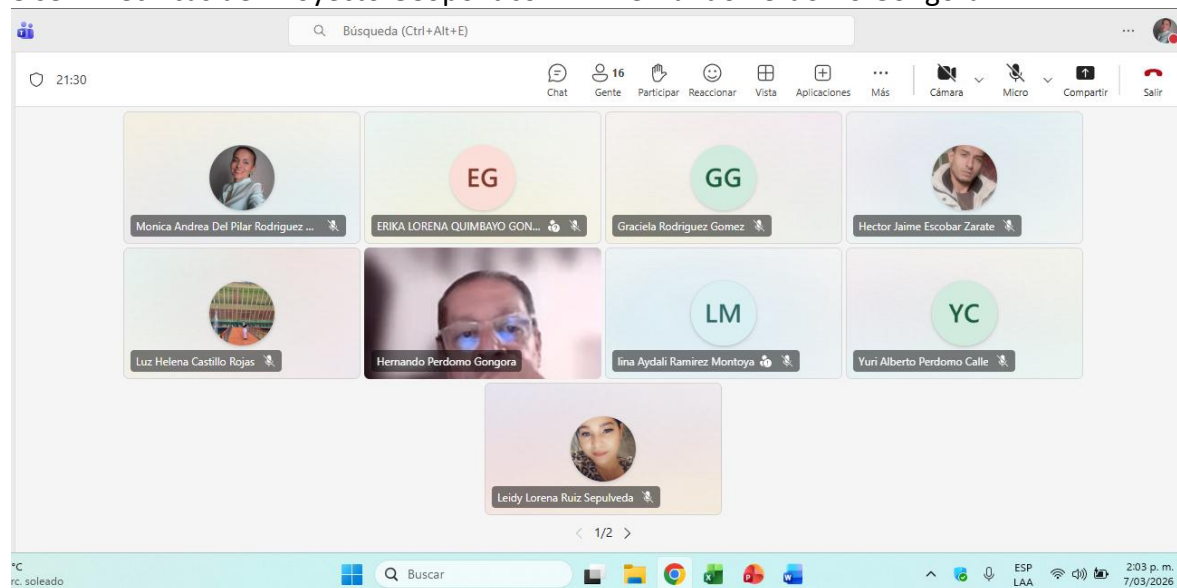 Búsqueda (Ctrl+Alt+E)
21:30
16
Chat Gente Participar Reaccionar Vista Aplicaciones Más Cámara Micro Compartir Salir
EG GG
Monica Andrea Del Pilar Rodriguez ... ERIKA LORENA QUIMBAYO GON... Graciela Rodriguez Gomez Hector Jaime Escobar Zarate
LM YC
Luz Helena Castillo Rojas Hernando Perdomo Gongora lina Aydali Ramirez Montoya Yuri Alberto Perdomo Calle
Leidy Lorena Ruiz Sepulveda
1/2
°C
rc. soleado
Buscar
ESP
LAA
2:03 p. m.
7/03/2026